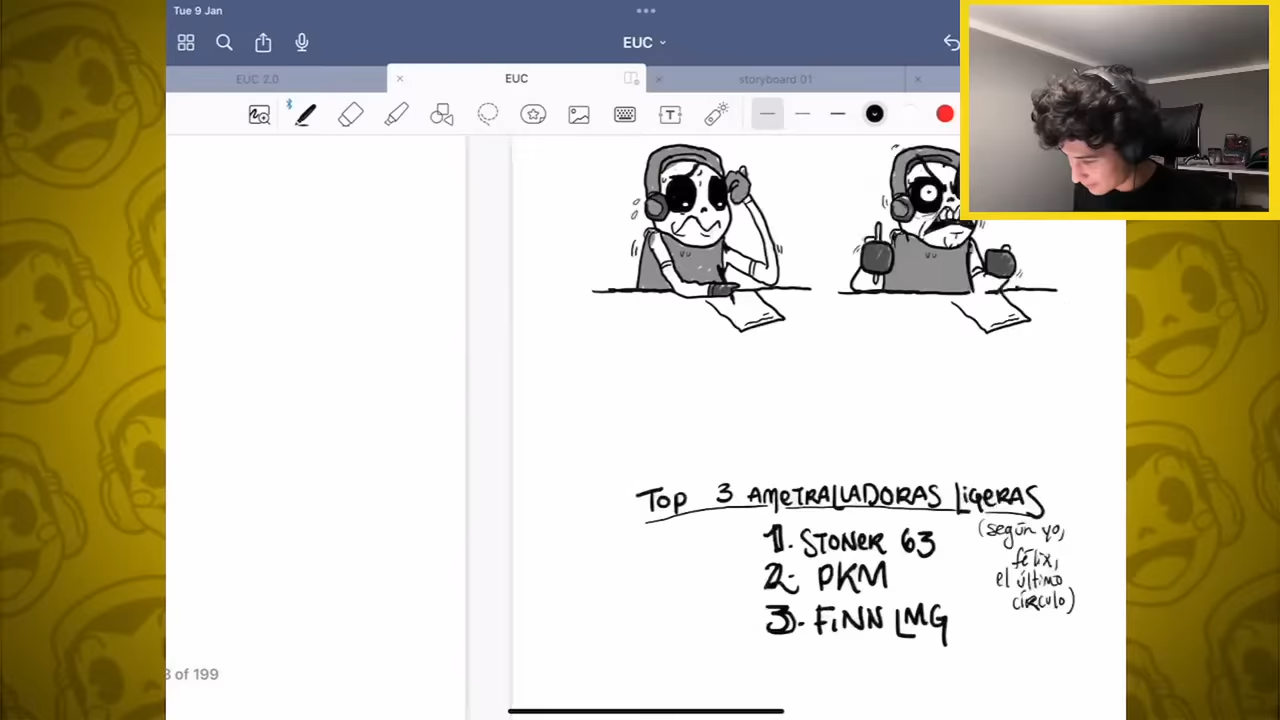 Tue 9 Jan
EUC
EUC 2.0
EUC
storyboard 01
T
TOP 3 AMETRALLADORAS LIGERAS
1. STONER 63
2. PKM
3. FINN LMG
(según yo,
félix,
el último
círculo)
of 199